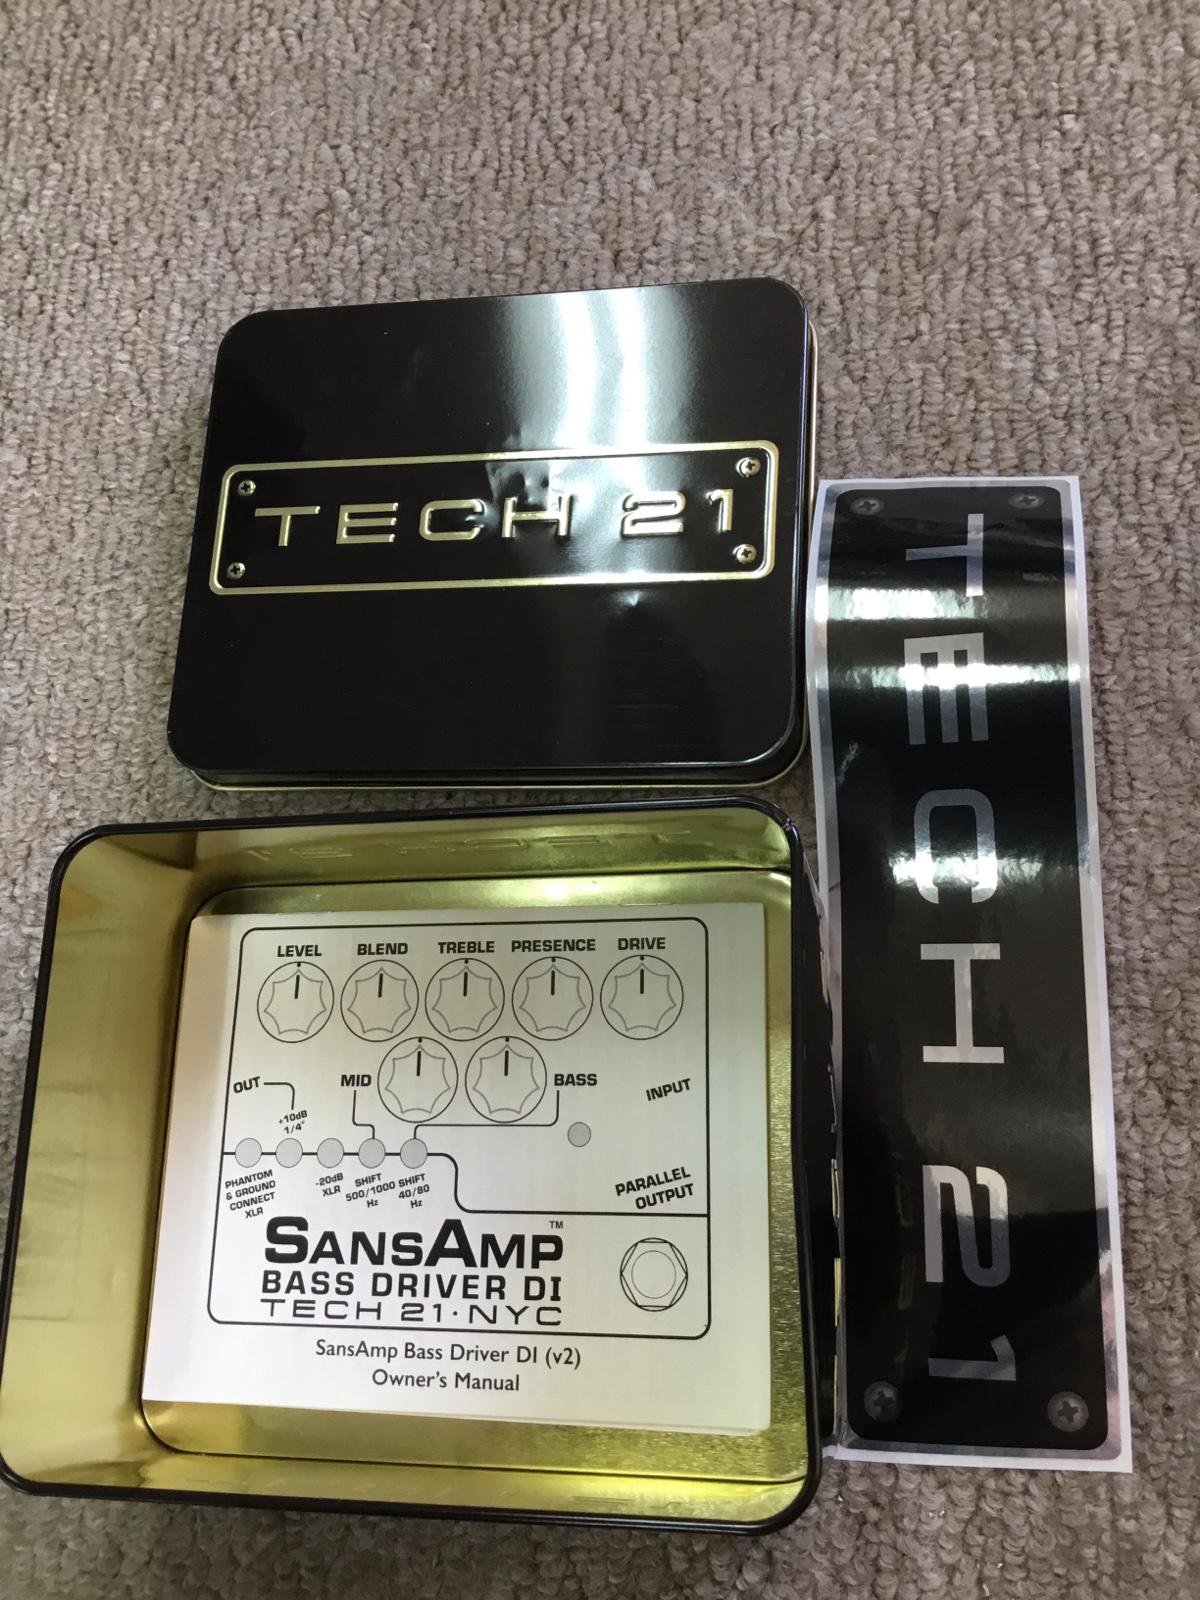 TECH 21
TECH 21
LEVEL BLEND TREBLE PRESENCE DRIVE
MID BASS
OUT
+10dB
1/4"
INPUT
PHANTOM
& GROUND
CONNECT
XLR
-20dB
XLR
SHIFT
500/1000
Hz
SHIFT
40/80
Hz
PARALLEL
OUTPUT
SANSAMP™
BASS DRIVER DI
TECH 21·NYC
SansAmp Bass Driver DI (v2)
Owner's Manual